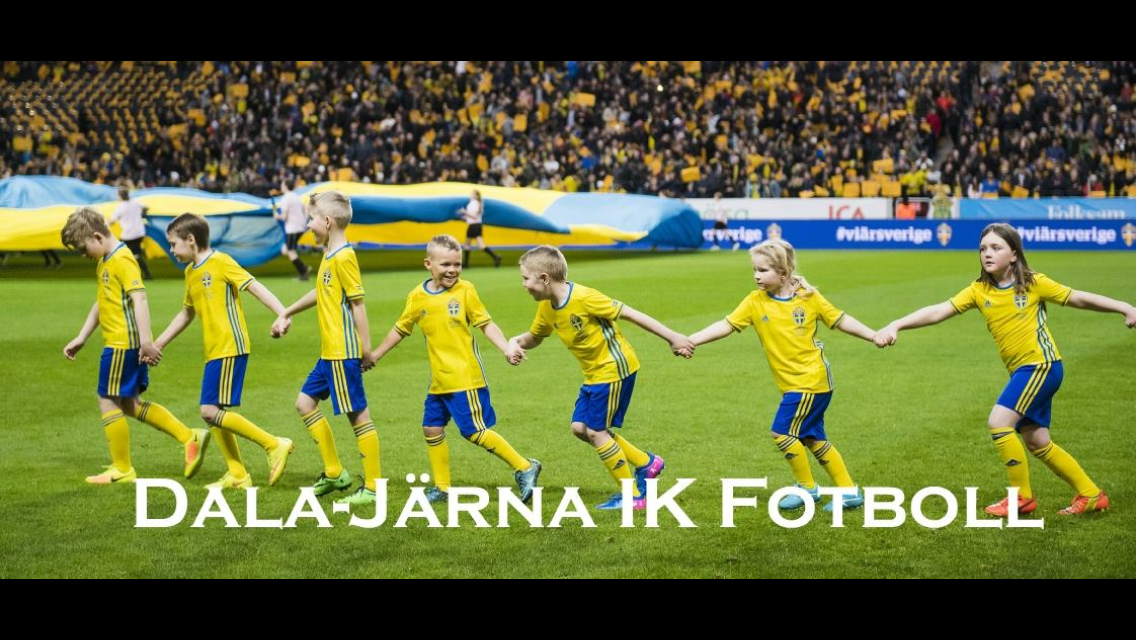 ICA
Folksam
#viärsverige
#viärsverige
DALA-JÄRNA IK FOTBOLL